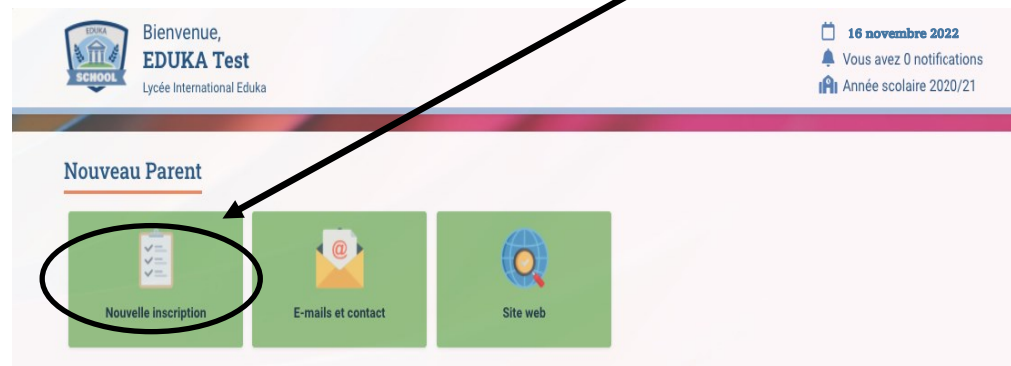 EDUKA
SCHOOL
Bienvenue,
EDUKA Test
Lycée International Eduka
16 novembre 2022
Vous avez 0 notifications
Année scolaire 2020/21
Nouveau Parent
@
Nouvelle inscription
E-mails et contact
Site web